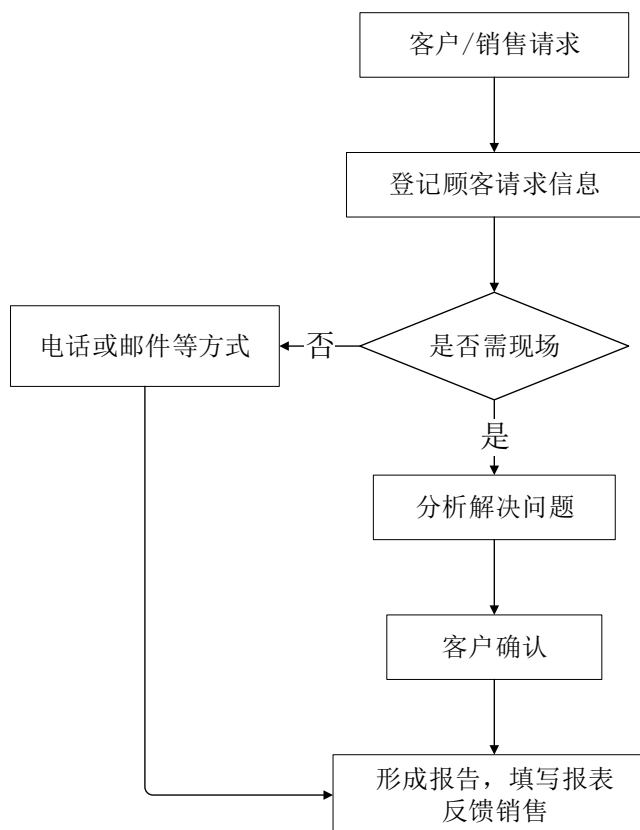 客户/销售请求
登记顾客请求信息
电话或邮件等方式
否
是否需现场
是
分析解决问题
客户确认
形成报告，填写报表
反馈销售